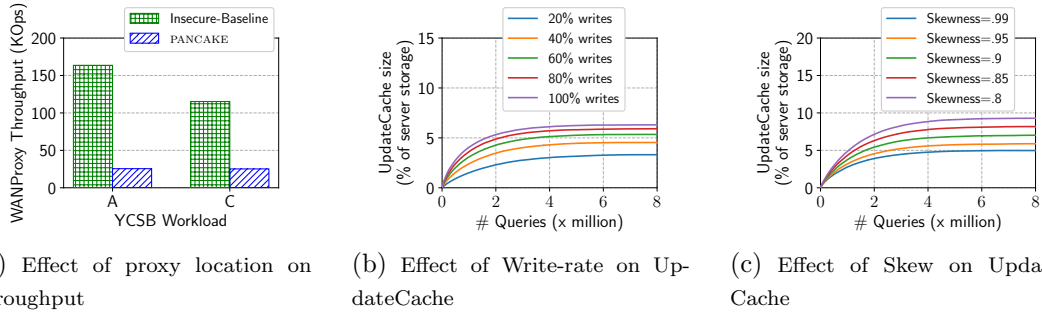 Insecure-Baseline
PANCAKE
WANProxy Throughput (KOps)
200
150
100
50
0
A
C
YCSB Workload
20% writes
40% writes
60% writes
80% writes
100% writes
UpdateCache size
(% of server storage)
15
10
5
0
0 2 4 6 8
# Queries (x million)
Skewness=.99
Skewness=.95
Skewness=.9
Skewness=.85
Skewness=.8
UpdateCache size
(% of server storage)
15
10
5
0
0 2 4 6 8
# Queries (x million)
) Effect of proxy location on
roughput
(b) Effect of Write-rate on Up-
dateCache
(c) Effect of Skew on Upda
Cache